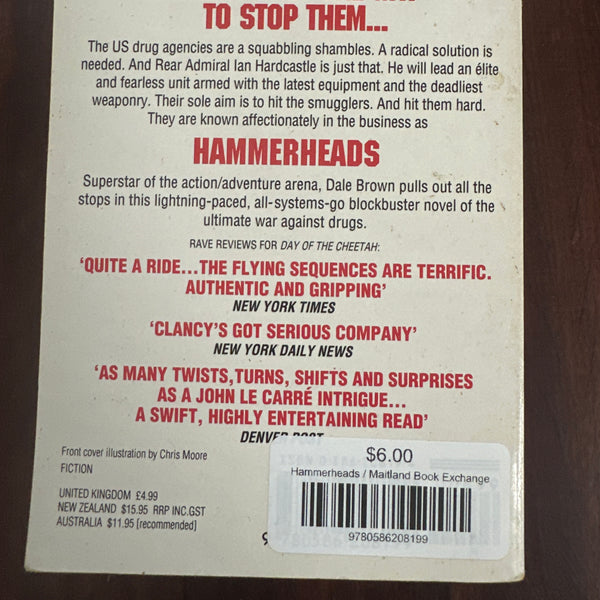 TO STOP THEM...
The US drug agencies are a squabbling shambles. A radical solution is
needed. And Rear Admiral Ian Hardcastle is just that. He will lead an élite
and fearless unit armed with the latest equipment and the deadliest
weaponry. Their sole aim is to hit the smugglers. And hit them hard.
They are known affectionately in the business as
HAMMERHEADS
Superstar of the action/adventure arena, Dale Brown pulls out all the
stops in this lightning-paced, all-systems-go blockbuster novel of the
ultimate war against drugs.
RAVE REVIEWS FOR DAY OF THE CHEETAH:
‘QUITE A RIDE...THE FLYING SEQUENCES ARE TERRIFIC.
AUTHENTIC AND GRIPPING’
NEW YORK TIMES
‘CLANCY’S GOT SERIOUS COMPANY’
NEW YORK DAILY NEWS
‘AS MANY TWISTS,TURNS, SHIFTS AND SURPRISES
AS A JOHN LE CARRÉ INTRIGUE...
A SWIFT, HIGHLY ENTERTAINING READ’
DENVER POST
Front cover illustration by Chris Moore
FICTION
UNITED KINGDOM £4.99
NEW ZEALAND $15.95 RRP INC.GST
AUSTRALIA $11.95 [recommended]
$6.00
Hammerheads / Maitland Book Exchange
9780586208199